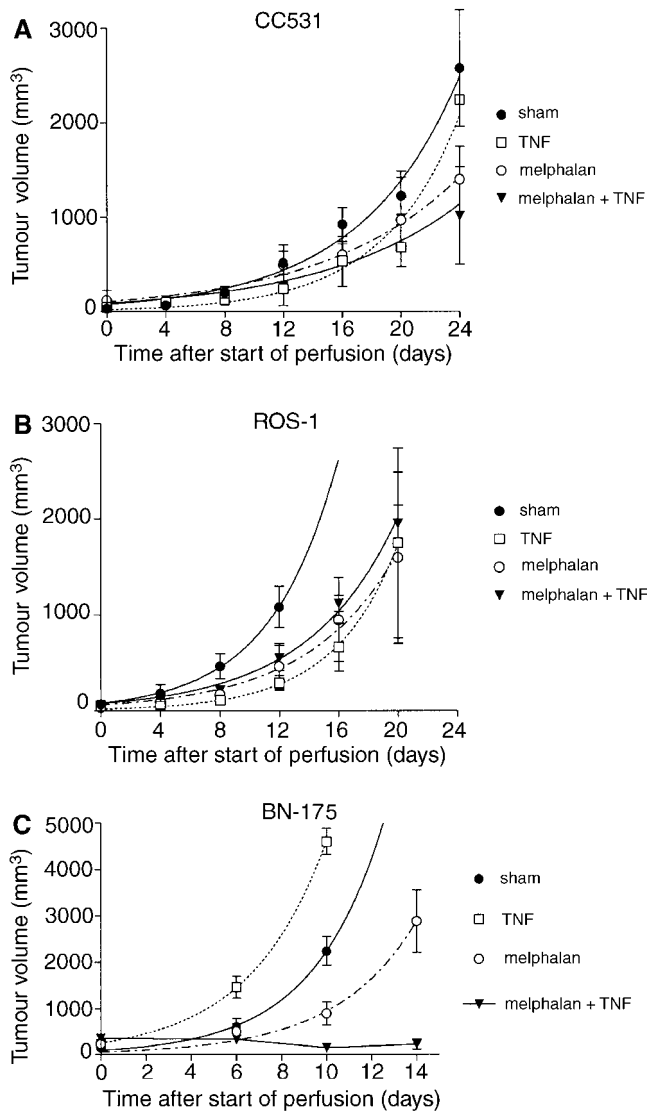 A
CC531
Tumour volume (mm³)
3000
2000
1000
0
0 4 8 12 16 20 24
Time after start of perfusion (days)
sham
TNF
melphalan
melphalan + TNF
B
ROS-1
Tumour volume (mm³)
3000
2000
1000
0
0 4 8 12 16 20 24
Time after start of perfusion (days)
sham
TNF
melphalan
melphalan + TNF
C
BN-175
Tumour volume (mm³)
5000
4000
3000
2000
1000
0
0 2 4 6 8 10 12 14
Time after start of perfusion (days)
sham
TNF
melphalan
melphalan + TNF